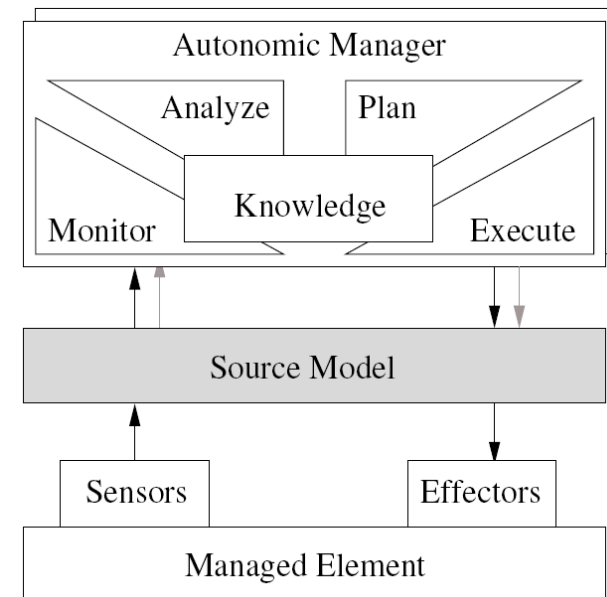 Autonomic Manager
Analyze
Plan
Knowledge
Monitor
Execute
Source Model
Sensors
Effectors
Managed Element